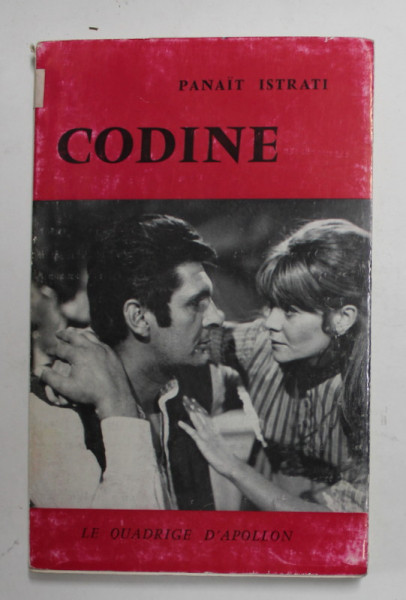 PANAÏT ISTRATI
CODINE
LE QUADRIGE D'APOLLON